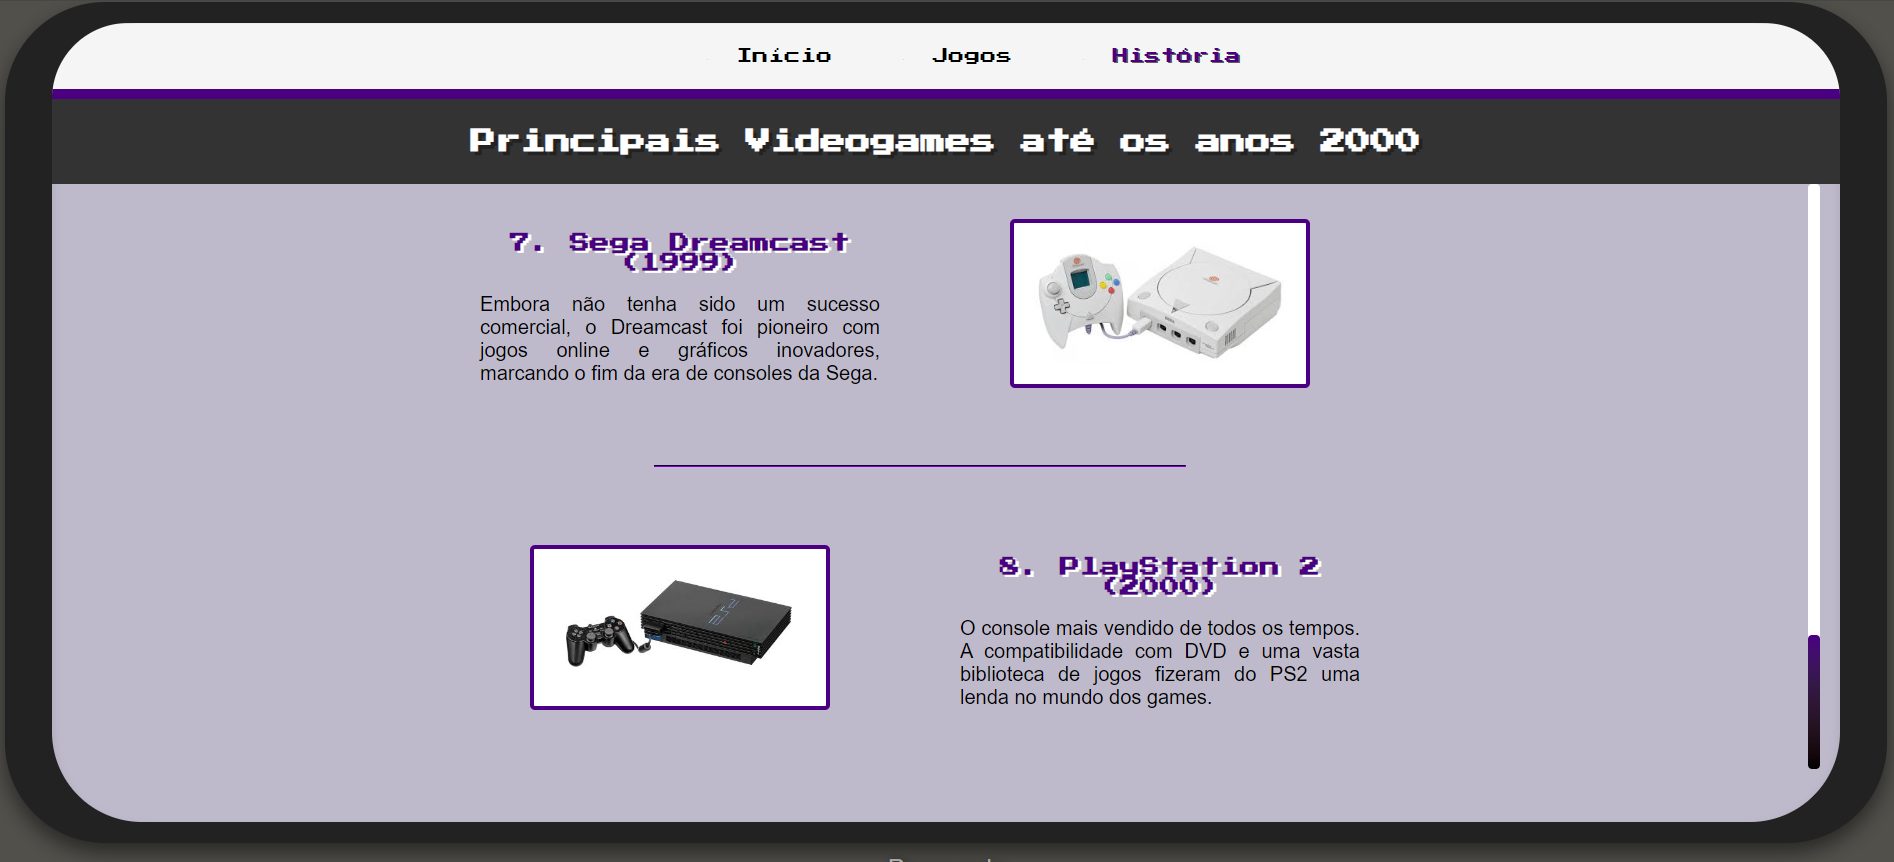 Início Jogos História
Principais Videogames até os anos 2000
7. Sega Dreamcast
(1999)
Embora não tenha sido um sucesso
comercial, o Dreamcast foi pioneiro com
jogos online e gráficos inovadores,
marcando o fim da era de consoles da Sega.
8. PlayStation 2
(2000)
O console mais vendido de todos os tempos.
A compatibilidade com DVD e uma vasta
biblioteca de jogos fizeram do PS2 uma
lenda no mundo dos games.